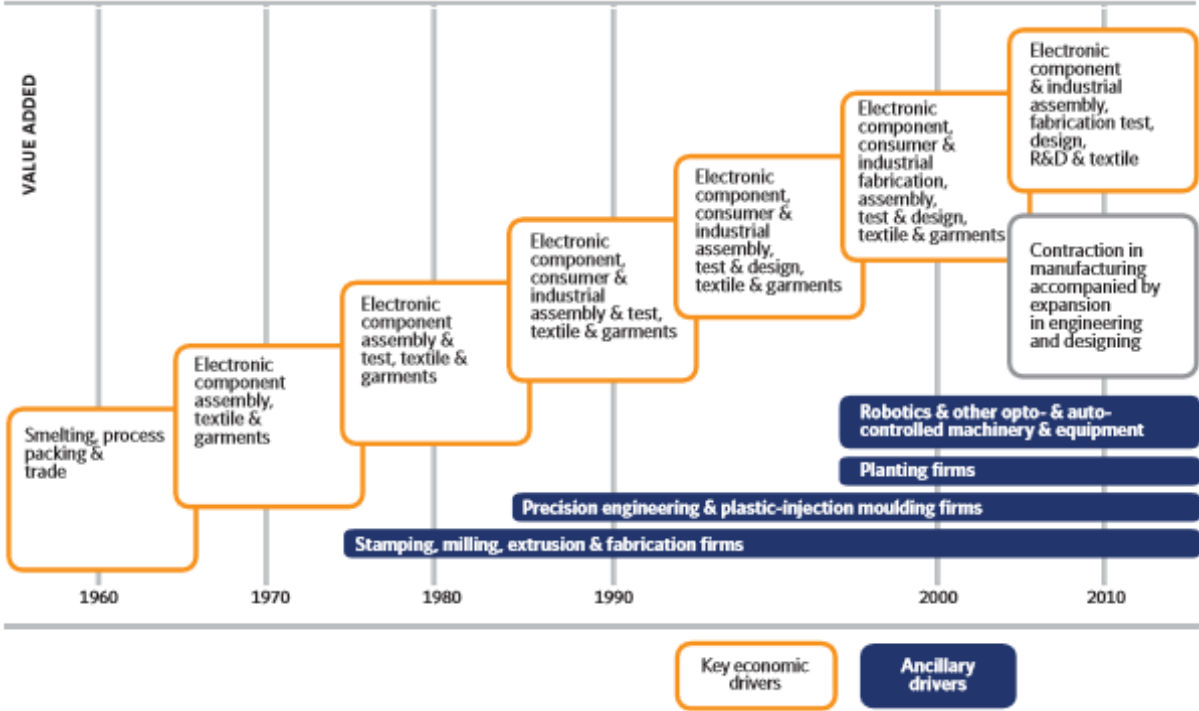 VALUE ADDED
Smelting, process
packing &
trade
Electronic
component
assembly,
textile &
garments
Electronic
component
assembly &
test, textile &
garments
Electronic
component,
consumer &
industrial
assembly & test,
textile & garments
Electronic
component,
consumer &
industrial
assembly,
test & design,
textile & garments
Electronic
component,
consumer &
industrial
fabrication,
assembly,
test & design,
textile & garments
Electronic
component
& industrial
assembly,
fabrication test,
design,
R&D & textile
Contraction in
manufacturing
accompanied by
expansion
in engineering
and designing
Robotics & other opto- & auto-
controlled machinery & equipment
Planting firms
Precision engineering & plastic-injection moulding firms
Stamping, milling, extrusion & fabrication firms
1960
1970
1980
1990
2000
2010
Key economic
drivers
Ancillary
drivers